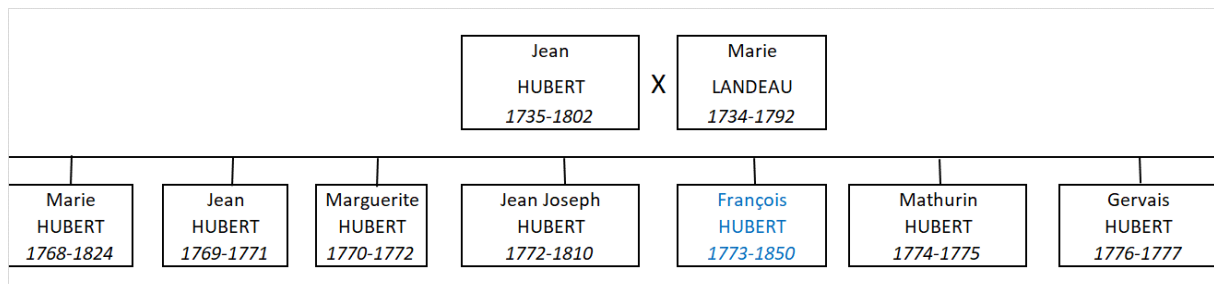 Jean
HUBERT
1735-1802
X
Marie
LANDEAU
1734-1792
Marie
HUBERT
1768-1824
Jean
HUBERT
1769-1771
Marguerite
HUBERT
1770-1772
Jean Joseph
HUBERT
1772-1810
François
HUBERT
1773-1850
Mathurin
HUBERT
1774-1775
Gervais
HUBERT
1776-1777